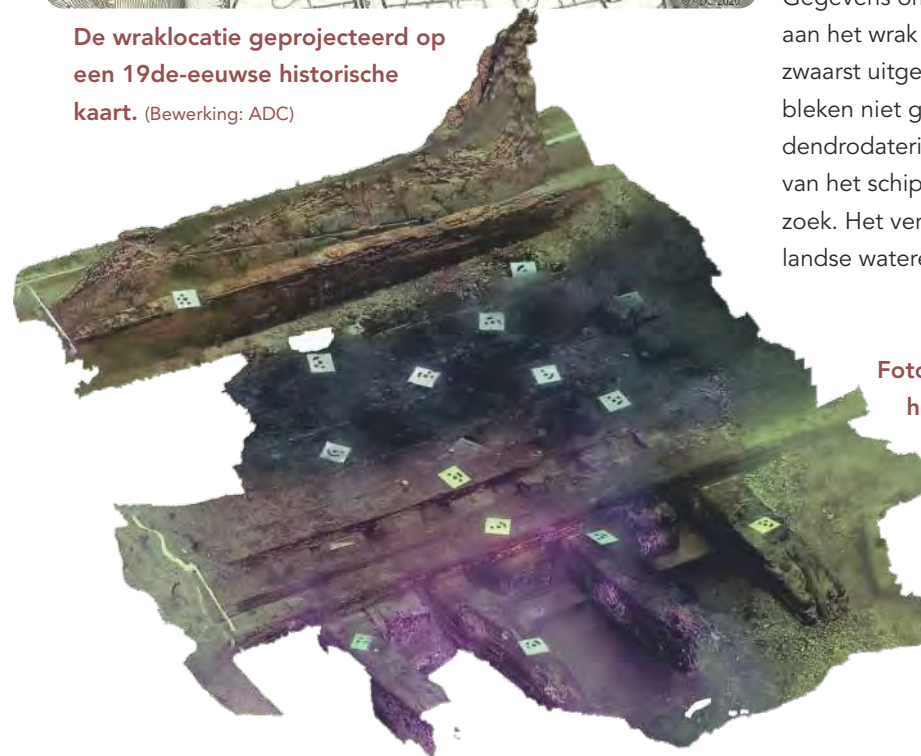 De wraklocatie geprojecteerd op
een 19de-eeuwse historische
kaart. (Bewerking: ADC)
aan het wrak
zwaarst uitge
bleken niet g
dendrodateri
van het schip
zoek. Het ver
landse watere
Foto
h